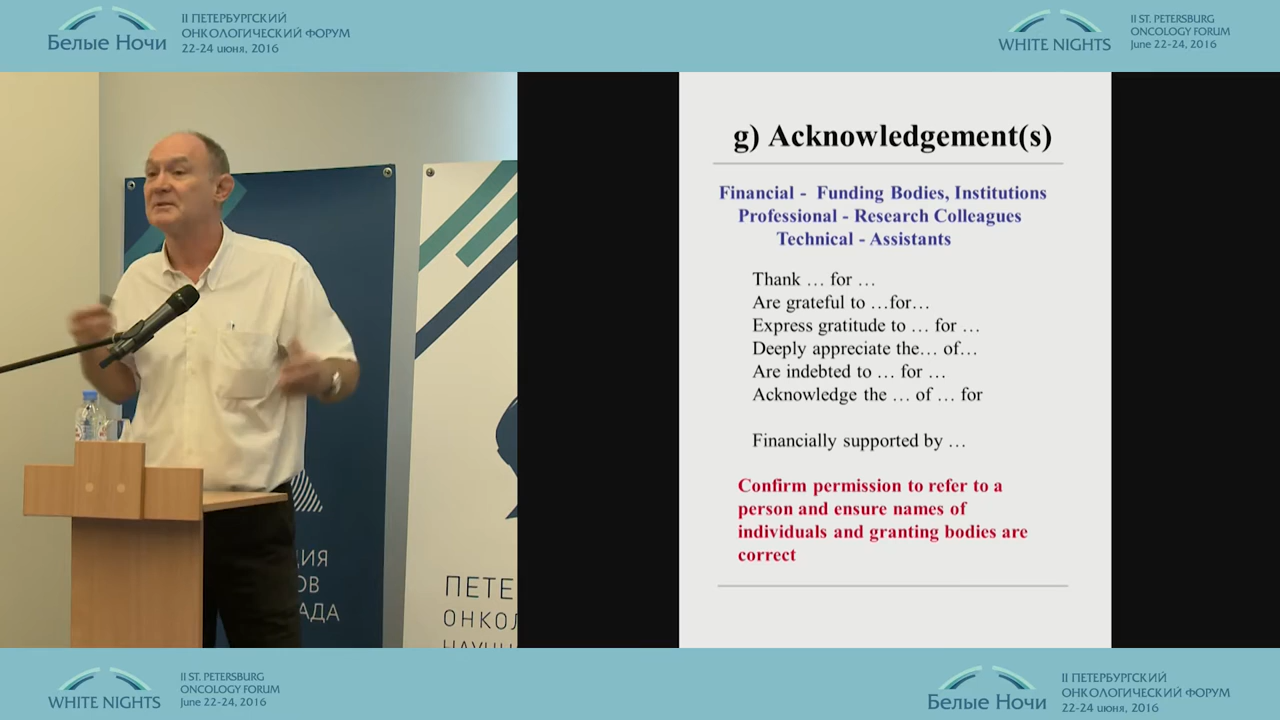 Белые Ночи
II ПЕТЕРБУРГСКИЙ
ОНКОЛОГИЧЕСКИЙ ФОРУМ
22-24 июня, 2016
WHITE NIGHTS
II ST. PETERSBURG
ONCOLOGY FORUM
June 22-24, 2016
g) Acknowledgement(s)
Financial - Funding Bodies, Institutions
Professional - Research Colleagues
Technical - Assistants
Thank … for …
Are grateful to …for…
Express gratitude to … for …
Deeply appreciate the… of…
Are indebted to … for …
Acknowledge the … of … for
Financially supported by …
Confirm permission to refer to a
person and ensure names of
individuals and granting bodies are
correct
ПЕТЕ
ОНКОЛ
WHITE NIGHTS
II ST. PETERSBURG
ONCOLOGY FORUM
June 22-24, 2016
Белые Ночи
II ПЕТЕРБУРГСКИЙ
ОНКОЛОГИЧЕСКИЙ ФОРУМ
22-24 июня, 2016